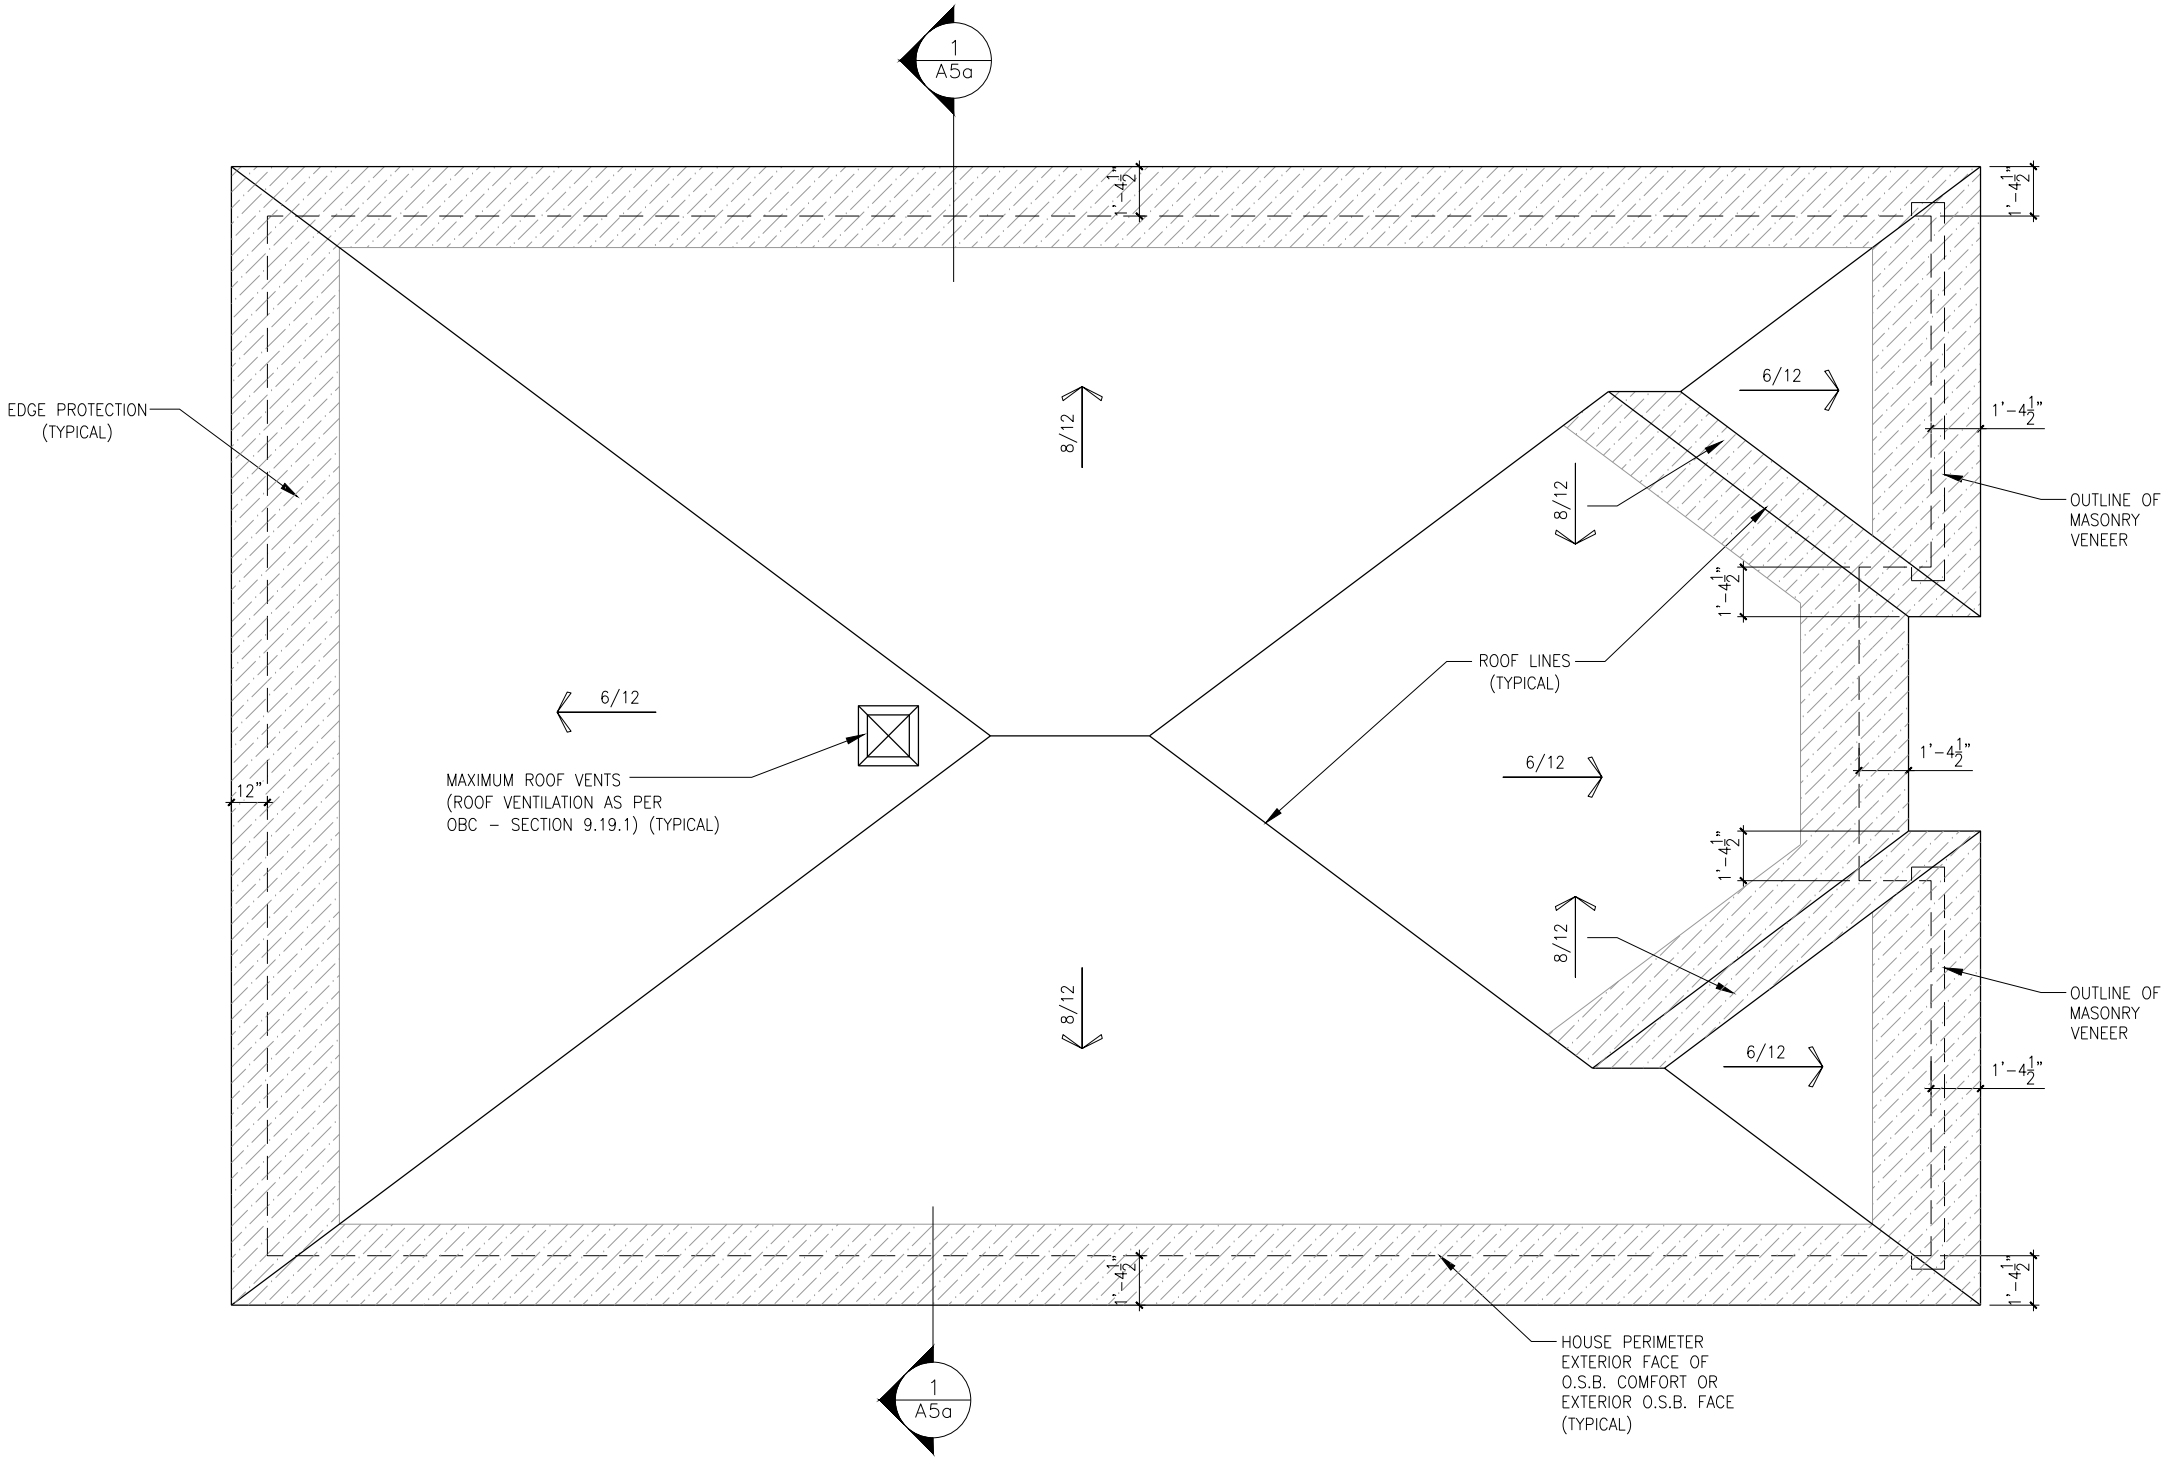 1
A5a
1'-4½"
1'-4½"
6/12
8/12
EDGE PROTECTION
(TYPICAL)
1'-4½"
8/12
OUTLINE OF
MASONRY
VENEER
1'-4½"
ROOF LINES
(TYPICAL)
6/12
12"
MAXIMUM ROOF VENTS
(ROOF VENTILATION AS PER
OBC - SECTION 9.19.1) (TYPICAL)
6/12
1'-4½"
1'-4½"
8/12
8/12
OUTLINE OF
MASONRY
VENEER
6/12
1'-4½"
1'-4½"
1'-4½"
HOUSE PERIMETER
EXTERIOR FACE OF
O.S.B. COMFORT OR
EXTERIOR O.S.B. FACE
(TYPICAL)
1
A5a